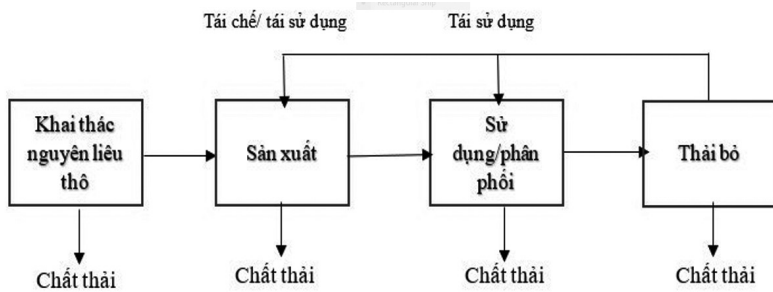 Tái chế/ tái sử dụng
Tái sử dụng
Khai thác
nguyên liêu
thô
Sản xuất
Sử
dụng/phân
phối
Thải bỏ
Chất thải
Chất thải
Chất thải
Chất thải